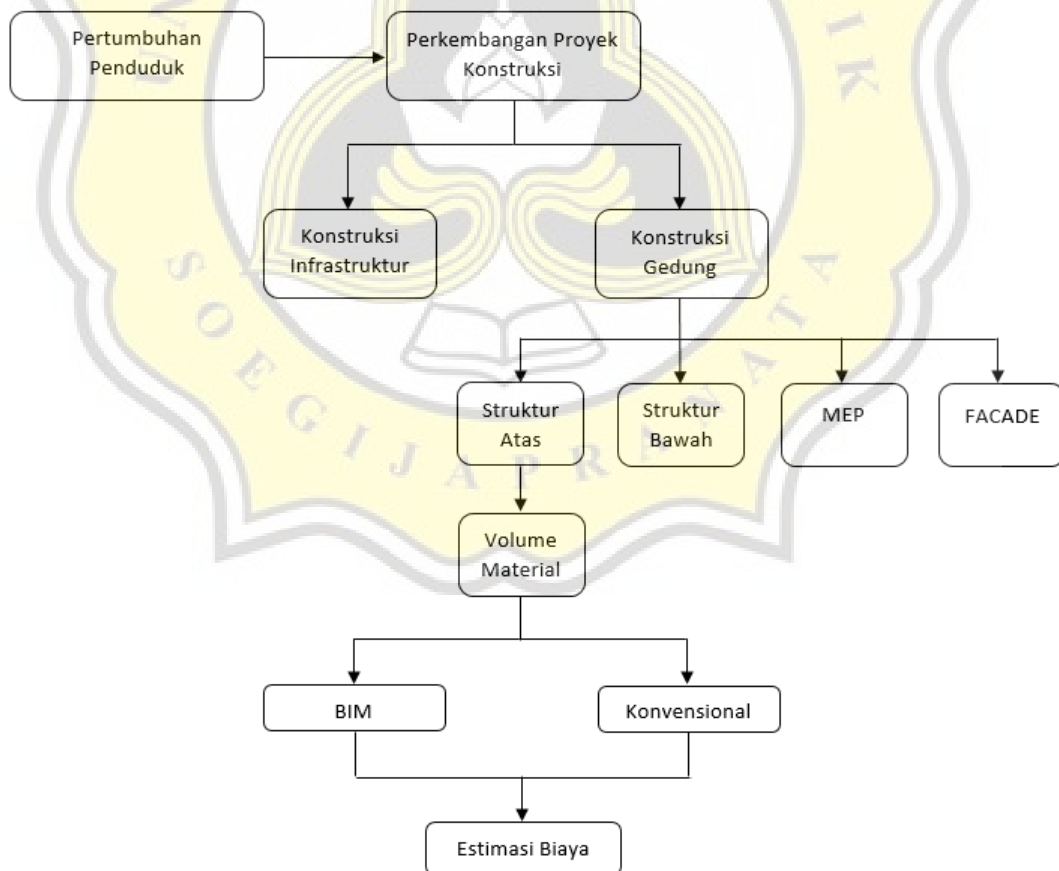 Pertumbuhan
Penduduk
Perkembangan Proyek
Konstruksi
Konstruksi
Infrastruktur
Konstruksi
Gedung
Struktur
Atas
Struktur
Bawah
MEP
FACADE
Volume
Material
BIM
Konvensional
Estimasi Biaya
SOEGIJAPRANATA